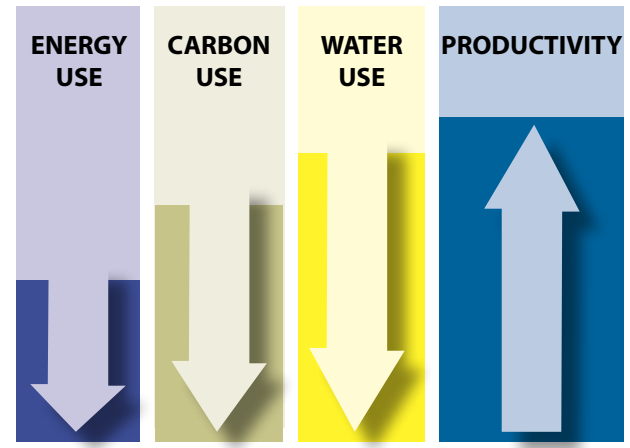 ENERGY
USE
CARBON
USE
WATER
USE
PRODUCTIVITY